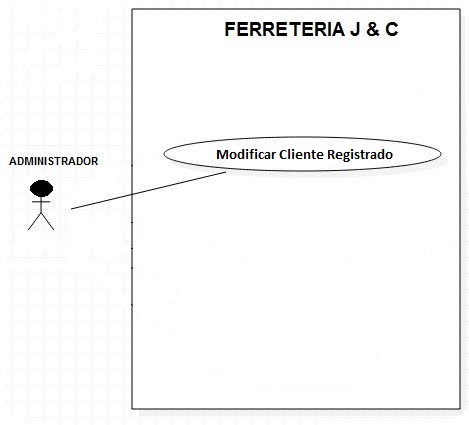 FERRETERIA J & C
Modificar Cliente Registrado
ADMINISTRADOR